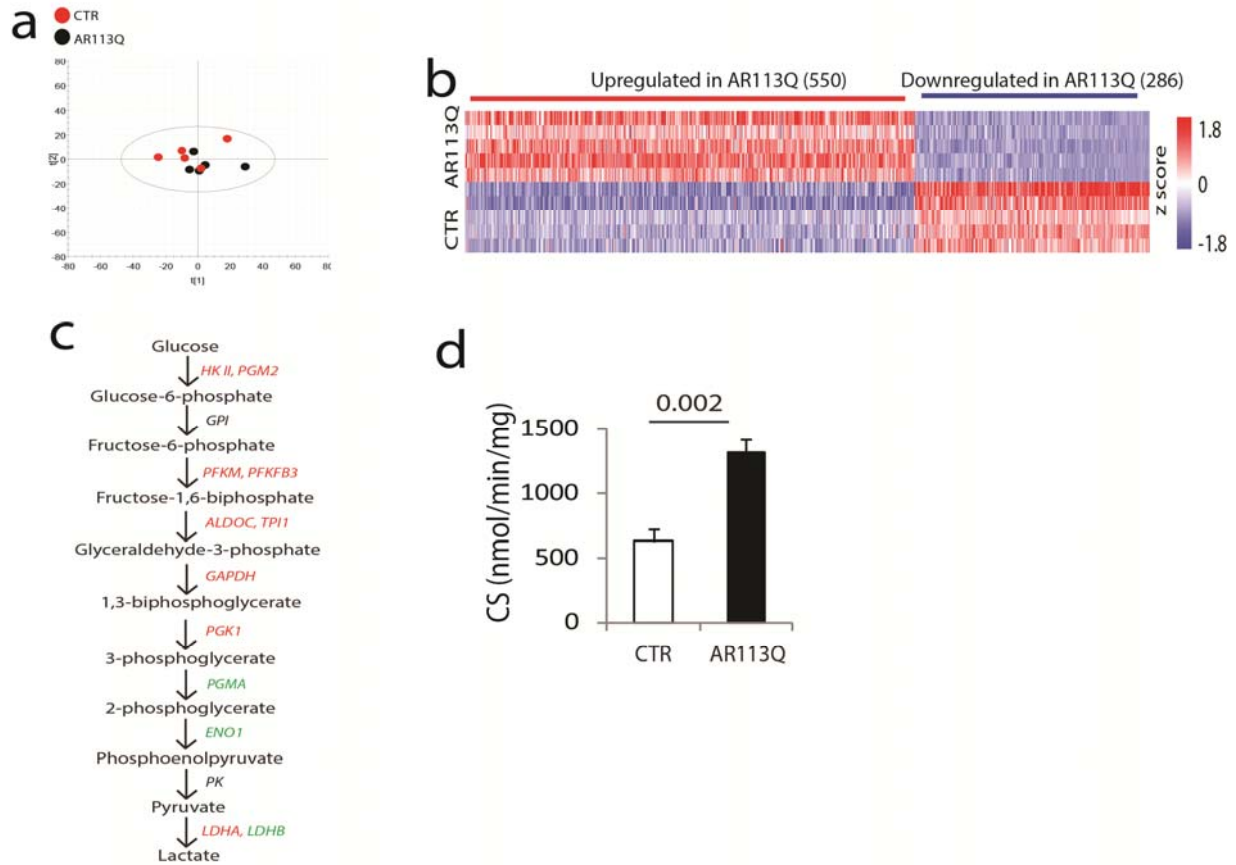 a
CTR
AR113Q
80
60
40
20
0
-20
-40
-60
-80
t[2]
-80 -60 -40 -20 0 20 40 60 80
t[1]
b
Upregulated in AR113Q (550) Downregulated in AR113Q (286)
AR113Q
CTR
1.8
0
-1.8
z score
c
Glucose
HK II, PGM2
Glucose-6-phosphate
GPI
Fructose-6-phosphate
PFKM, PFKFB3
Fructose-1,6-biphosphate
ALDOC, TPI1
Glyceraldehyde-3-phosphate
GAPDH
1,3-biphosphoglycerate
PGK1
3-phosphoglycerate
PGMA
2-phosphoglycerate
ENO1
Phosphoenolpyruvate
PK
Pyruvate
LDHA, LDHB
Lactate
d
0.002
1500
1000
500
0
CS (nmol/min/mg)
CTR AR113Q